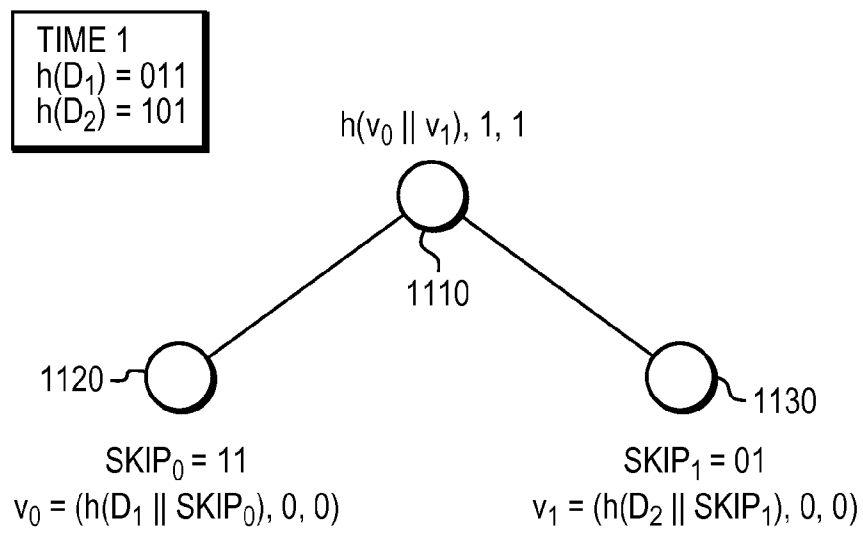 TIME 1
h(D₁) = 011
h(D₂) = 101
h(v₀ || v₁), 1, 1
1110
1120
1130
SKIP₀ = 11
SKIP₁ = 01
v₀ = (h(D₁ || SKIP₀), 0, 0)
v₁ = (h(D₂ || SKIP₁), 0, 0)